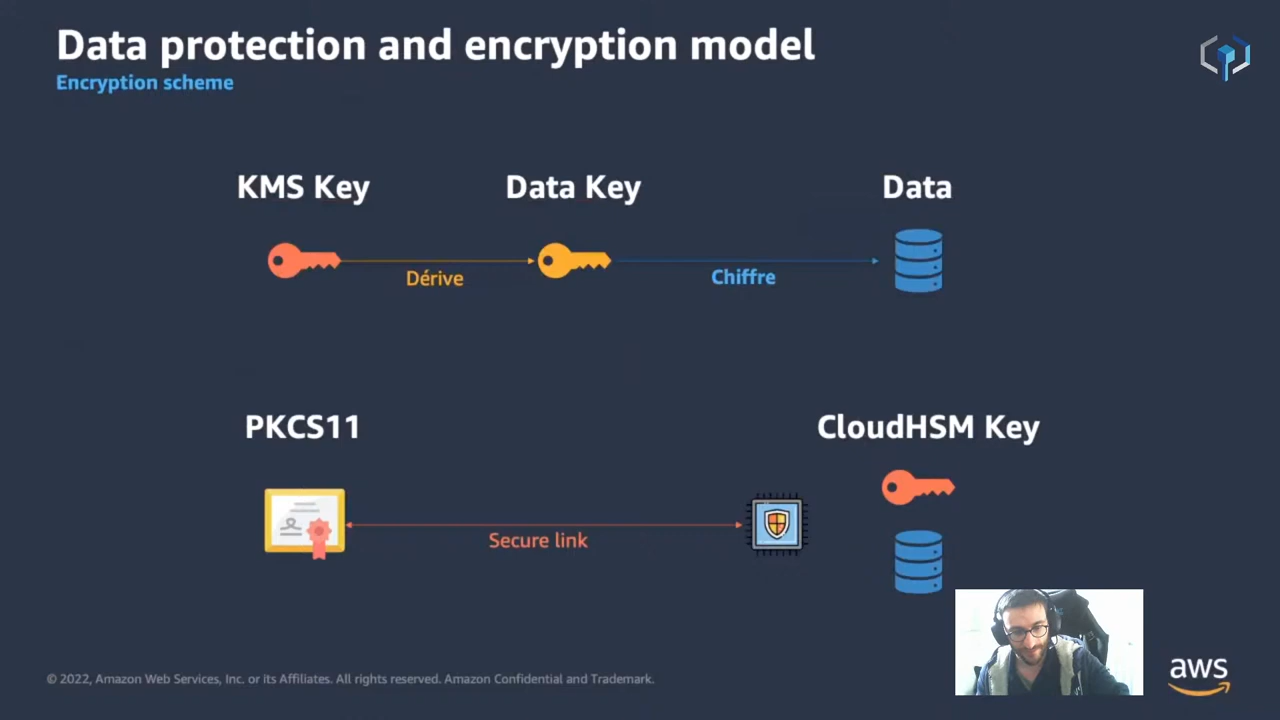 Data protection and encryption model
Encryption scheme
KMS Key
Data Key
Data
Dérive
Chiffre
PKCS11
CloudHSM Key
Secure link
© 2022, Amazon Web Services, Inc. or its Affiliates. All rights reserved. Amazon Confidential and Trademark.
aws